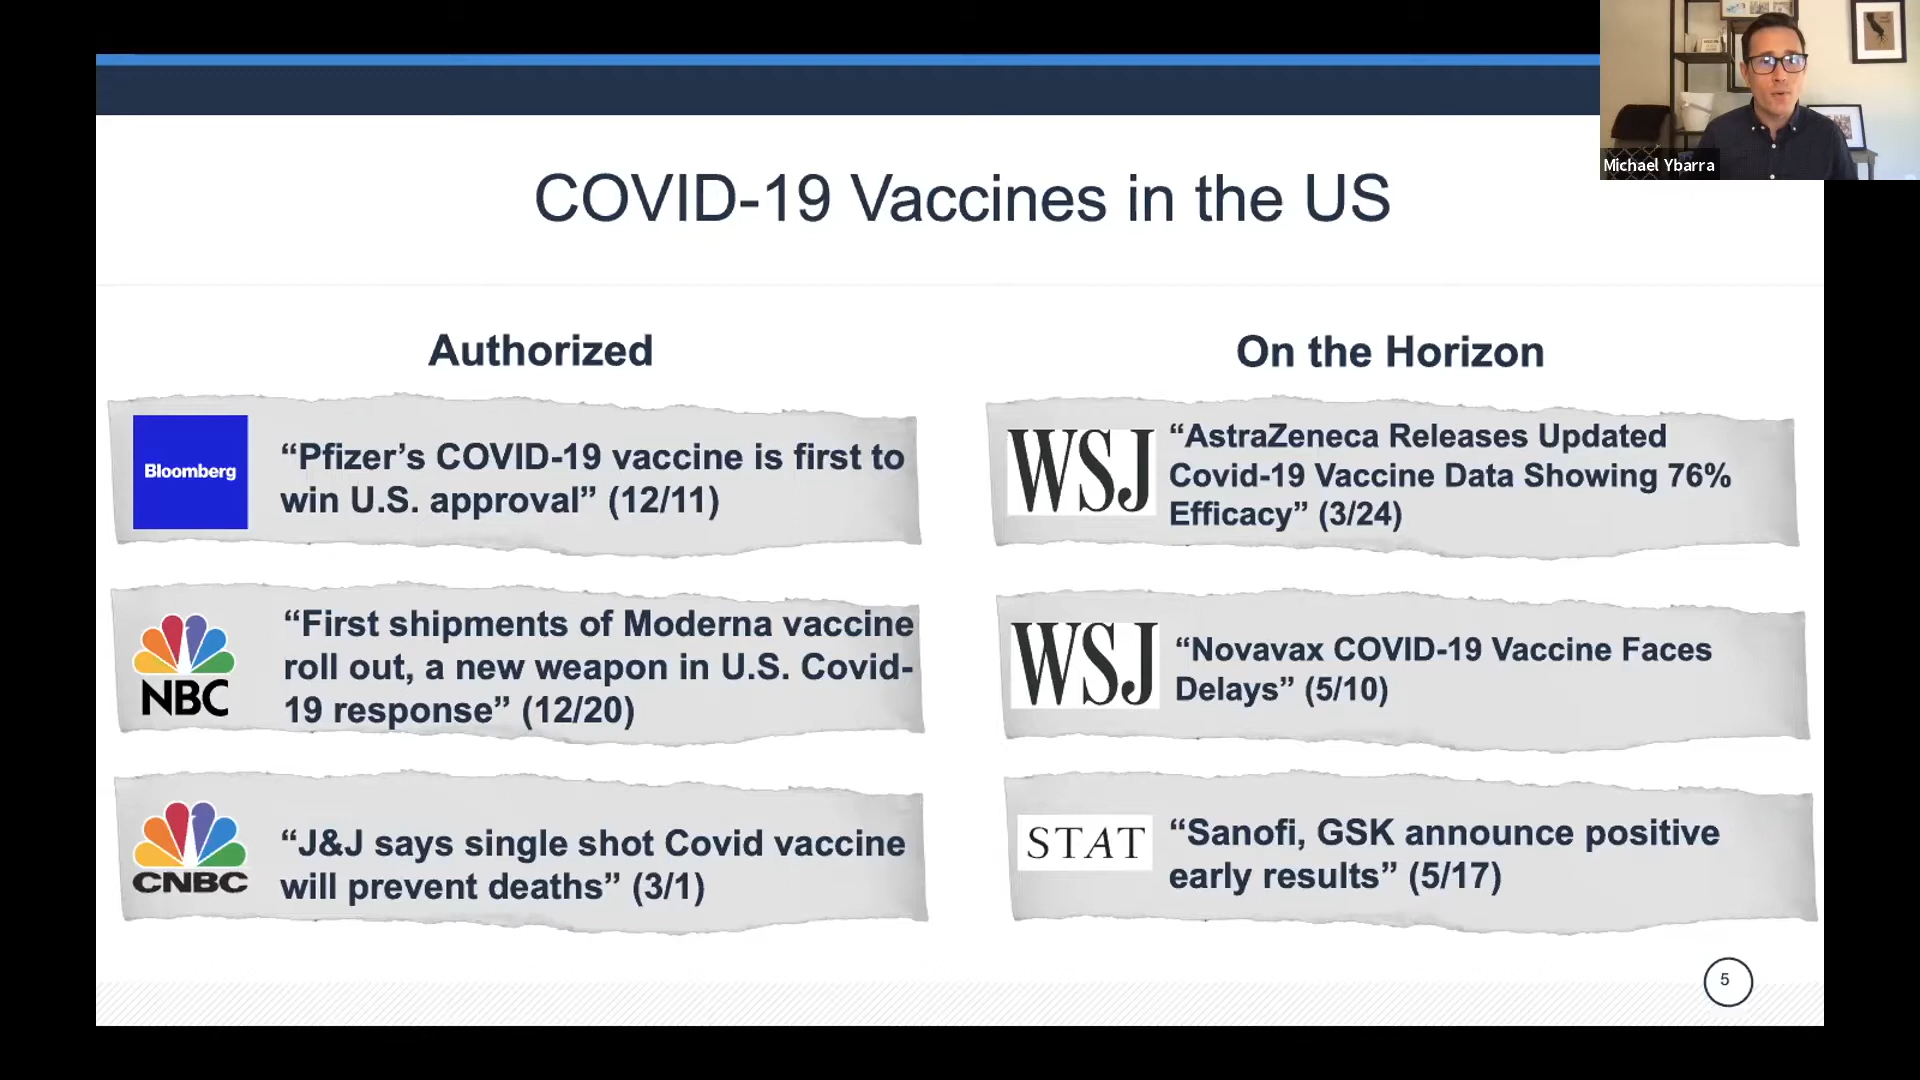 Michael Ybarra
COVID-19 Vaccines in the US
Authorized
Bloomberg
“Pfizer’s COVID-19 vaccine is first to
win U.S. approval” (12/11)
NBC
“First shipments of Moderna vaccine
roll out, a new weapon in U.S. Covid-
19 response” (12/20)
CNBC
“J&J says single shot Covid vaccine
will prevent deaths” (3/1)
On the Horizon
WSJ
“AstraZeneca Releases Updated
Covid-19 Vaccine Data Showing 76%
Efficacy” (3/24)
WSJ
“Novavax COVID-19 Vaccine Faces
Delays” (5/10)
STAT
“Sanofi, GSK announce positive
early results” (5/17)
5